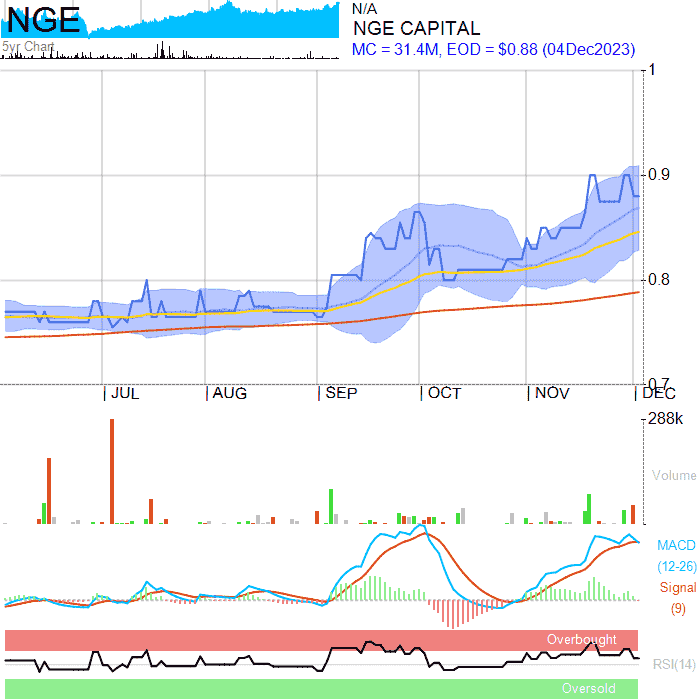 NGE
5yr Chart
N/A
NGE CAPITAL
MC = 31.4M, EOD = $0.88 (04Dec2023)
1
0.9
0.8
0.7
JUL AUG SEP OCT NOV DEC
288k
Volume
MACD
(12-26)
Signal
(9)
Overbought
RSI(14)
Oversold